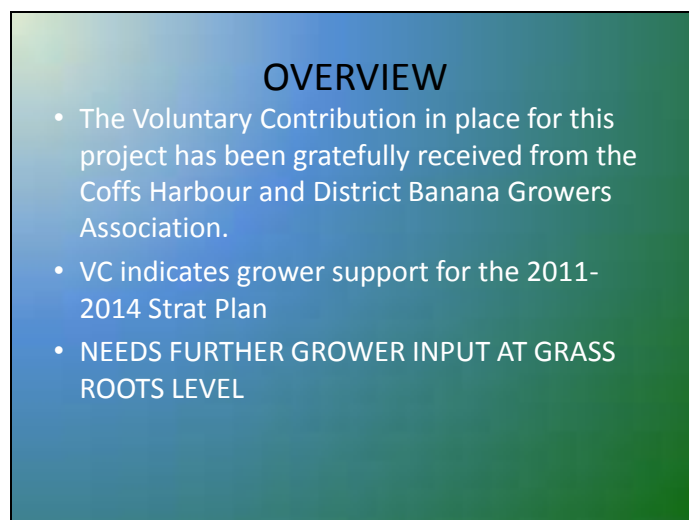 OVERVIEW
• The Voluntary Contribution in place for this
project has been gratefully received from the
Coffs Harbour and District Banana Growers
Association.
• VC indicates grower support for the 2011-
2014 Strat Plan
• NEEDS FURTHER GROWER INPUT AT GRASS
ROOTS LEVEL